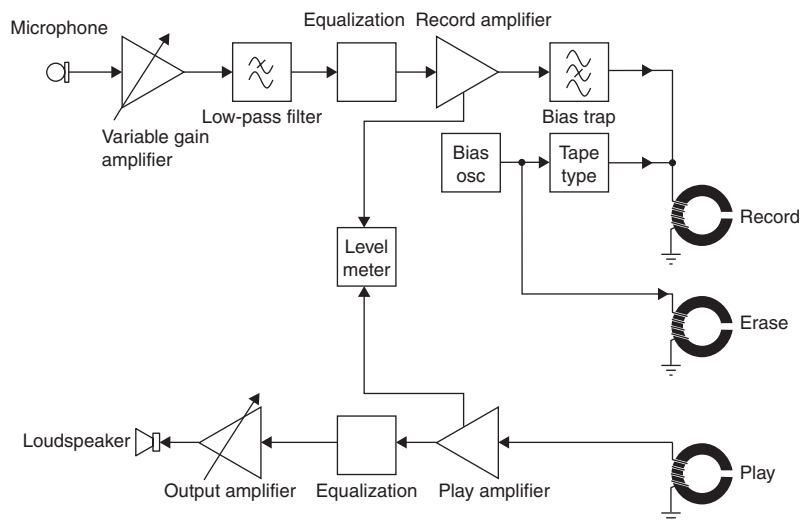 Microphone
Equalization
Record amplifier
Variable gain
amplifier
Low-pass filter
Bias trap
Bias
osc
Tape
type
Record
Level
meter
Erase
Loudspeaker
Output amplifier
Equalization
Play amplifier
Play